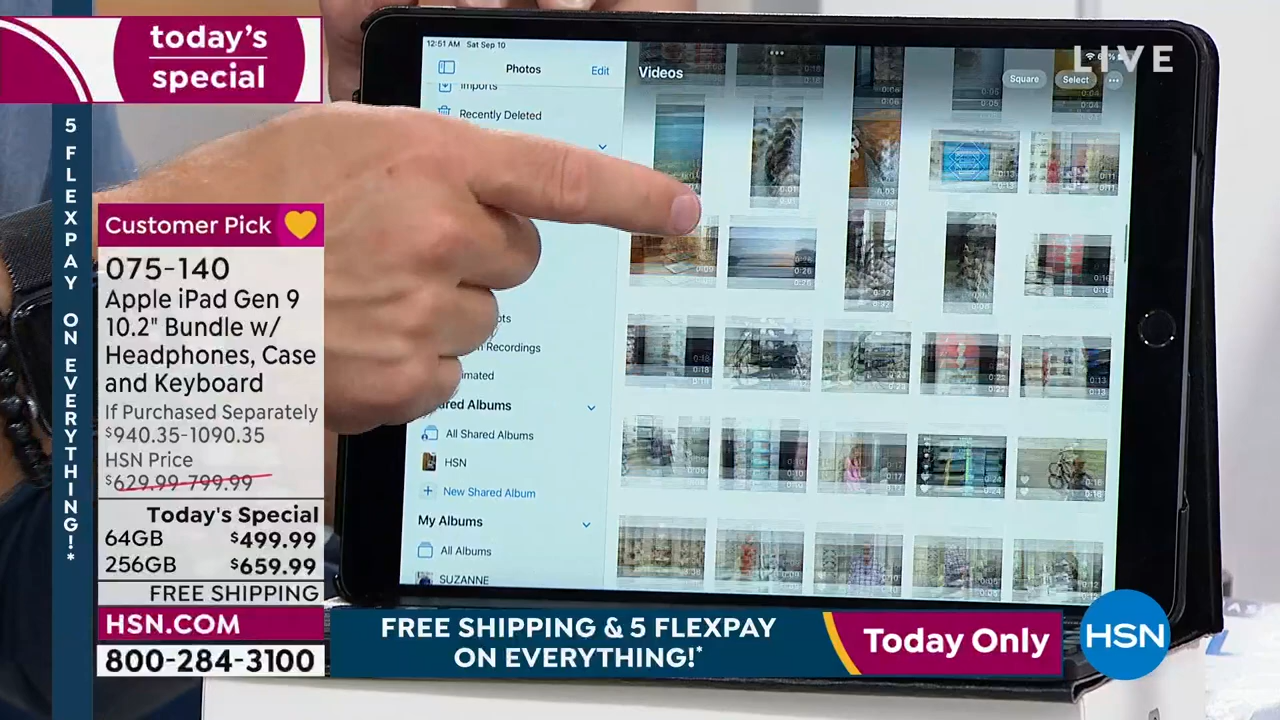 today's
special
5 FLEXPAY ON EVERYTHING!*
Customer Pick
075-140
Apple iPad Gen 9
10.2" Bundle w/
Headphones, Case
and Keyboard
If Purchased Separately
$940.35-1090.35
HSN Price
$629.99-799.99
Today's Special
64GB $499.99
256GB $659.99
FREE SHIPPING
HSN.COM
800-284-3100
12:51 AM Sat Sep 10
Photos
Edit
Imports
Recently Deleted
Recordings
All Shared Albums
HSN
New Shared Album
My Albums
All Albums
SUZANNE
Videos
Square
Select
LIVE
FREE SHIPPING & 5 FLEXPAY
ON EVERYTHING!*
Today Only
HSN